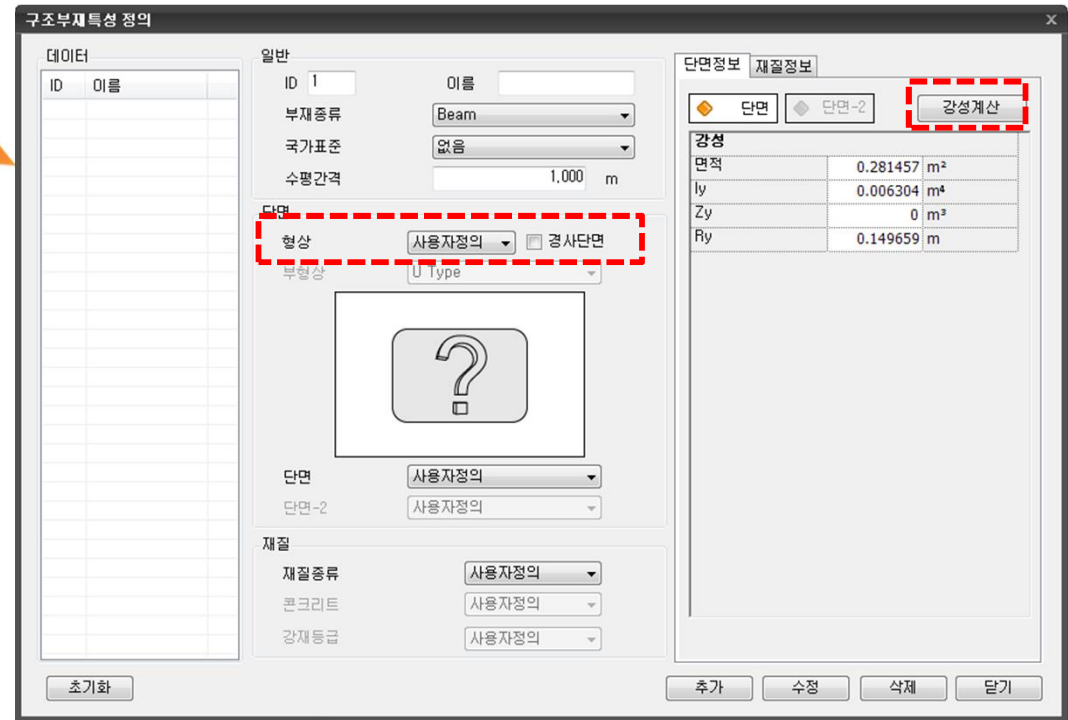 구조부재특성 정의 x
데이터
ID 이름
일반
ID 1 이름
부재종류 Beam
국가표준 없음
수평간격 1,000 m
단면
형상 사용자정의 경사단면
부형상 U Type
단면 사용자정의
단면-2 사용자정의
재질
재질종류 사용자정의
콘크리트 사용자정의
강재등급 사용자정의
단면정보 재질정보
단면 단면-2 강성계산
강성
면적 0.281457 m²
Iy 0.006304 m⁴
Zy 0 m³
Ry 0.149659 m
초기화 추가 수정 삭제 닫기